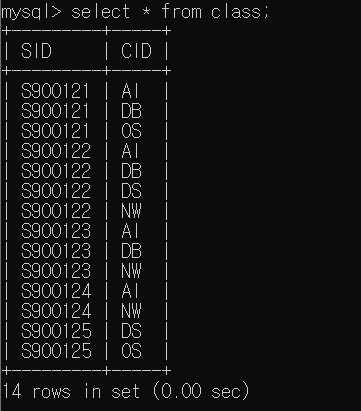 mysql> select * from class;
+---------+-----+
| SID     | CID |
+---------+-----+
| S900121 | AI  |
| S900121 | DB  |
| S900121 | OS  |
| S900122 | AI  |
| S900122 | DB  |
| S900122 | DS  |
| S900122 | NW  |
| S900123 | AI  |
| S900123 | DB  |
| S900123 | NW  |
| S900124 | AI  |
| S900124 | NW  |
| S900125 | DS  |
| S900125 | OS  |
+---------+-----+
14 rows in set (0.00 sec)